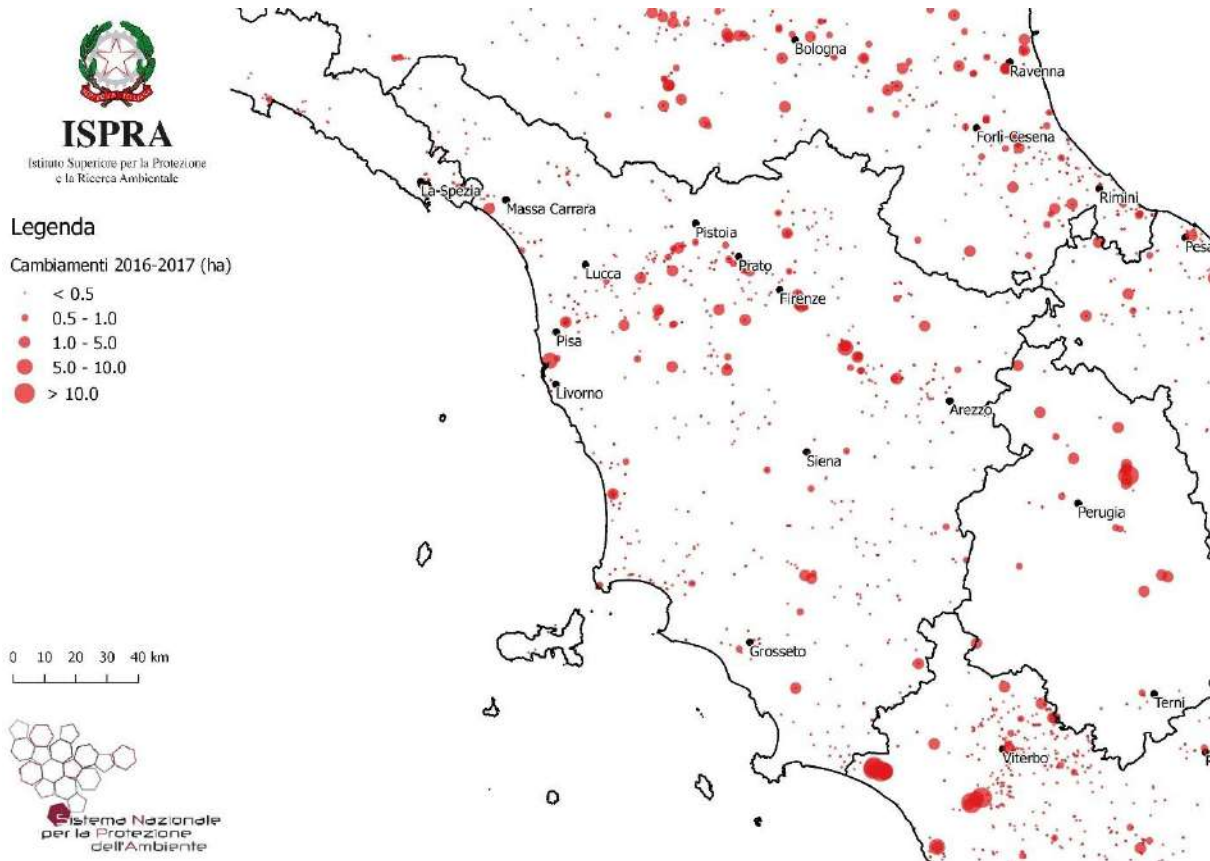 ISPRA
Istituto Superiore per la Protezione
e la Ricerca Ambientale
Legenda
Cambiamenti 2016-2017 (ha)
< 0.5
0.5 - 1.0
1.0 - 5.0
5.0 - 10.0
> 10.0
Bologna
Ravenna
Forlì-Cesena
La-Spezia
Massa Carrara
Rimini
Pistoia
Pesa
Lucca
Prato
Firenze
Pisa
Livorno
Arezzo
Siena
Perugia
Grosseto
Terni
Viterbo
0 10 20 30 40 km
Sistema Nazionale
per la Protezione
dell'Ambiente